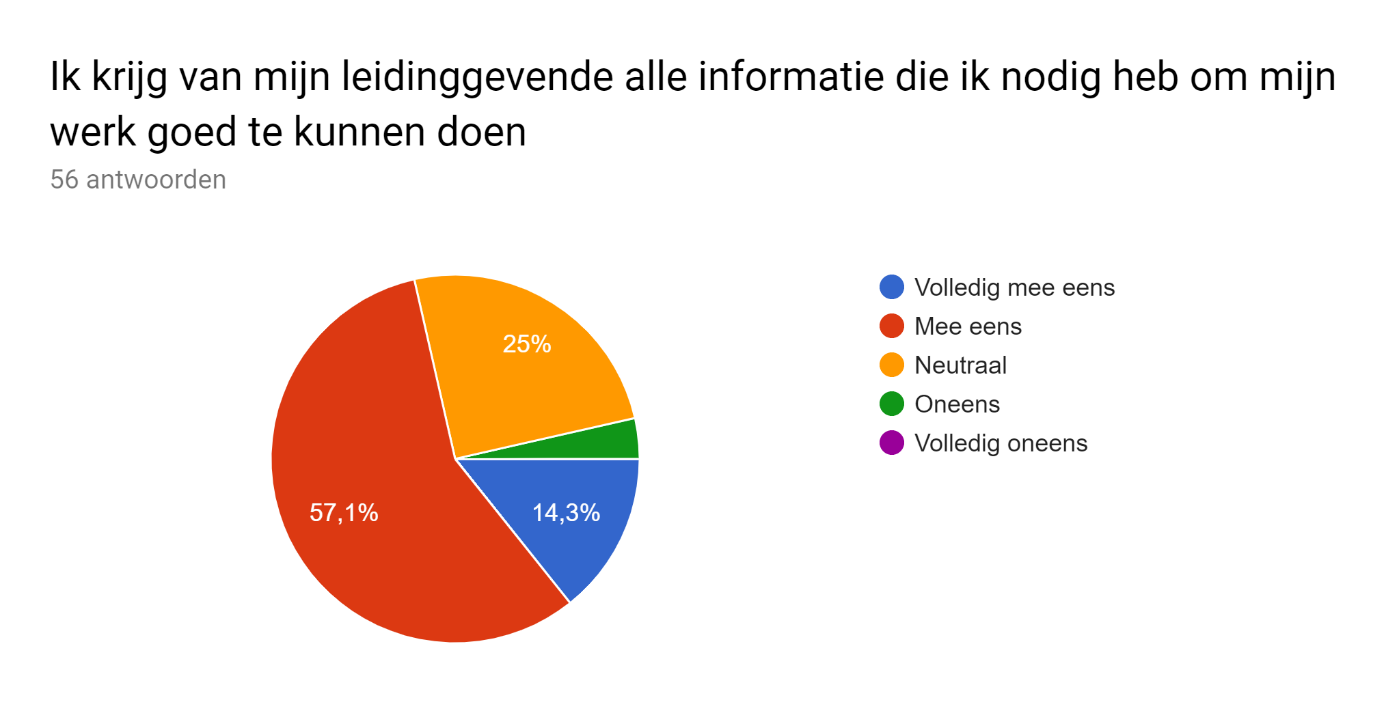 Ik krijg van mijn leidinggevende alle informatie die ik nodig heb om mijn
werk goed te kunnen doen
56 antwoorden
25%
57,1%
14,3%
Volledig mee eens
Mee eens
Neutraal
Oneens
Volledig oneens